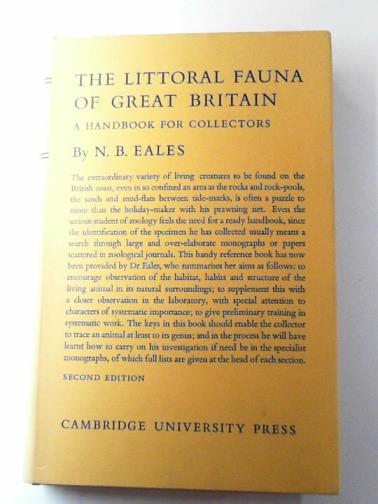 THE LITTORAL FAUNA
OF GREAT BRITAIN
A HANDBOOK FOR COLLECTORS
By N. B. EALES
The extraordinary variety of living creatures to be found on the
British coast, even in so confined an area as the rocks and rock-pools,
the sands and mud-flats between tide-marks, is often a puzzle to
more than the holiday-maker with his prawning net. Even the
serious student of zoology feels the need for a ready handbook, since
the identification of the specimen he has collected usually means a
search through large and over-elaborate monographs or papers
scattered in zoological journals. This handy reference book has now
been provided by Dr Eales, who summarises her aims as follows: to
encourage observation of the habitat, habits and structure of the
living animal in its natural surroundings; to supplement this with
a closer observation in the laboratory, with special attention to
characters of systematic importance; to give preliminary training in
systematic work. The keys in this book should enable the collector
to trace an animal at least to its genus; and in the process he will have
learnt how to carry on his investigation if need be in the specialist
monographs, of which full lists are given at the head of each section.
SECOND EDITION
CAMBRIDGE UNIVERSITY PRESS